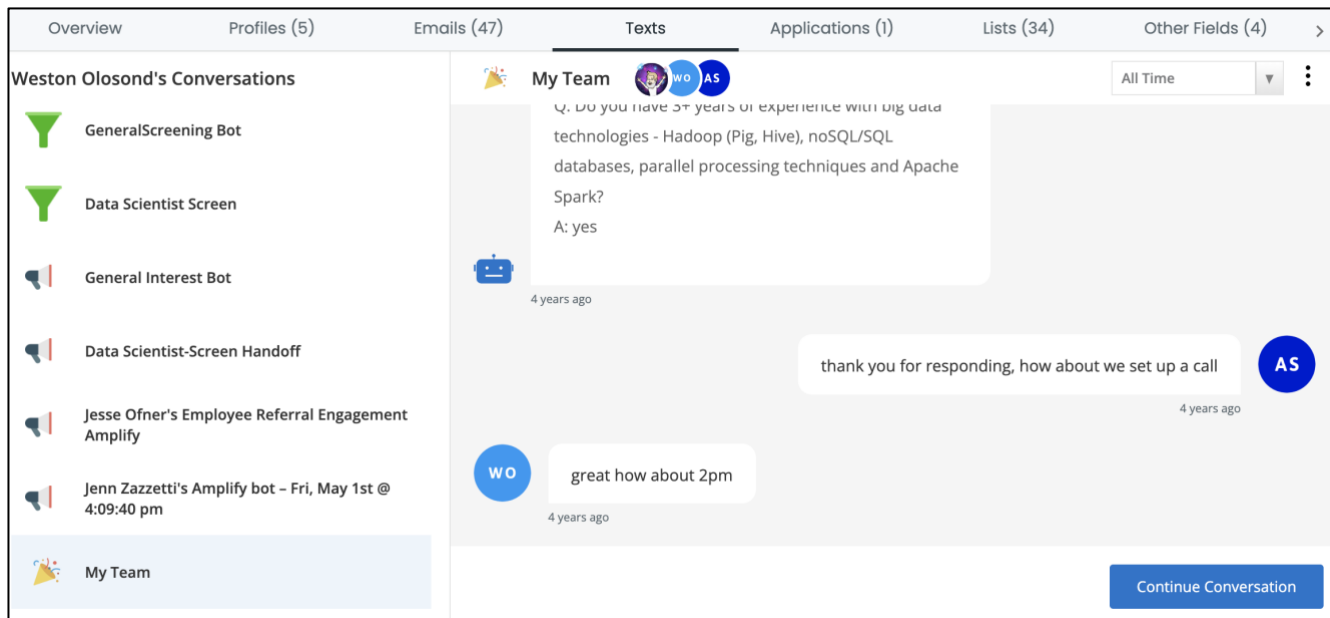 Overview
Profiles (5)
Emails (47)
Texts
Applications (1)
Lists (34)
Other Fields (4)
Weston Olosond's Conversations
GeneralScreening Bot
Data Scientist Screen
General Interest Bot
Data Scientist-Screen Handoff
Jesse Ofner's Employee Referral Engagement
Amplify
Jenn Zazzetti's Amplify bot – Fri, May 1st @
4:09:40 pm
My Team
My Team
WO
AS
All Time
Q: Do you have 3+ years of experience with big data
technologies - Hadoop (Pig, Hive), noSQL/SQL
databases, parallel processing techniques and Apache
Spark?
A: yes
4 years ago
thank you for responding, how about we set up a call
AS
4 years ago
WO
great how about 2pm
4 years ago
Continue Conversation